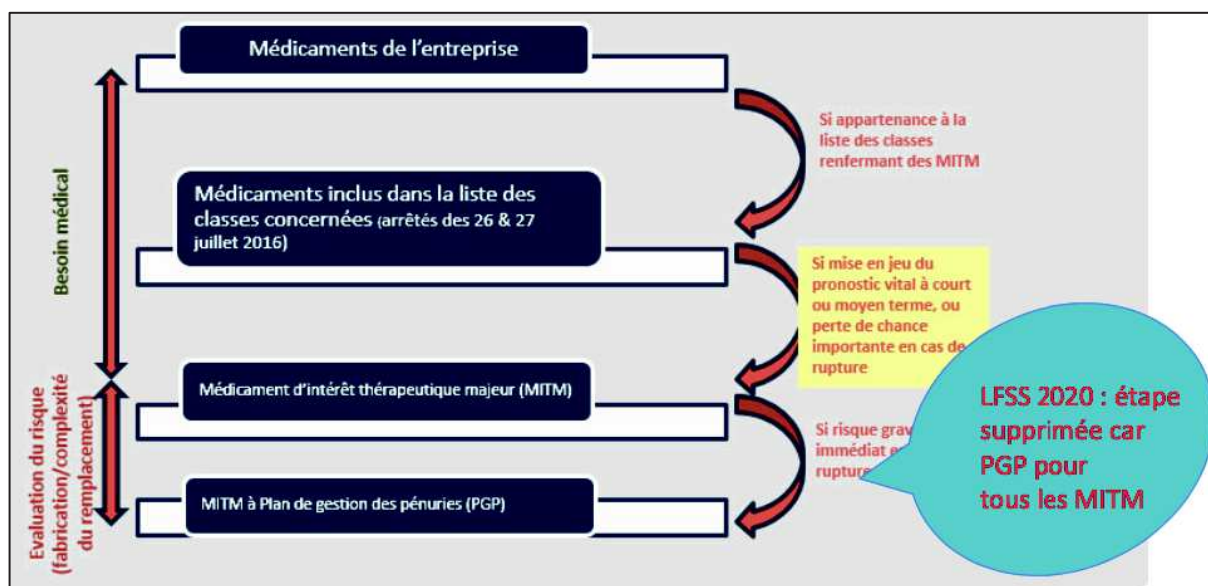 Médicaments de l'entreprise
Si appartenance à la
liste des classes
renfermant des MITM
Médicaments inclus dans la liste des
classes concernées (arrêtés des 26 & 27
juillet 2016)
Si mise en jeu du
pronostic vital à court
ou moyen terme, ou
perte de chance
importante en cas de
rupture
Médicament d'intérêt thérapeutique majeur (MITM)
Si risque
immédiat
rupture
MITM à Plan de gestion des pénuries (PGP)
LFSS 2020 : étape
supprimée car
PGP pour
tous les MITM
Besoin médical
Evaluation du risque
(fabrication/complexité
du remplacement)